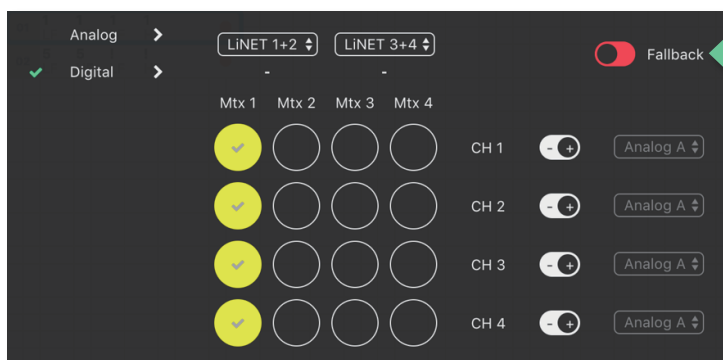 Analog
LiNET 1+2 LiNET 3+4
Fallback
Digital
- -
Mtx 1 Mtx 2 Mtx 3 Mtx 4
CH 1 - + Analog A
CH 2 - + Analog A
CH 3 - + Analog A
CH 4 - + Analog A